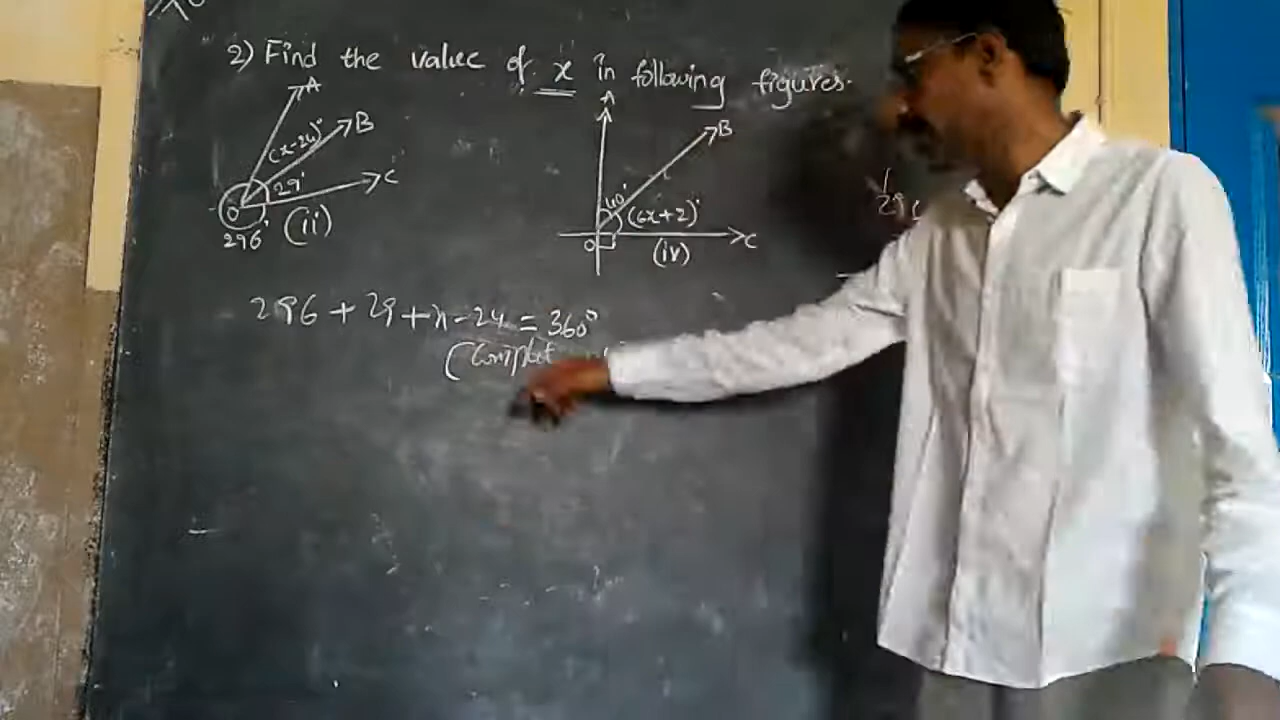 2) Find the value of x in following figures.
A
B
(x-24)°
29°
C
O
296° (ii)
A
B
40°
(6x+2)°
O
C
(iv)
296 + 29 + x - 24 = 360°
(Complet